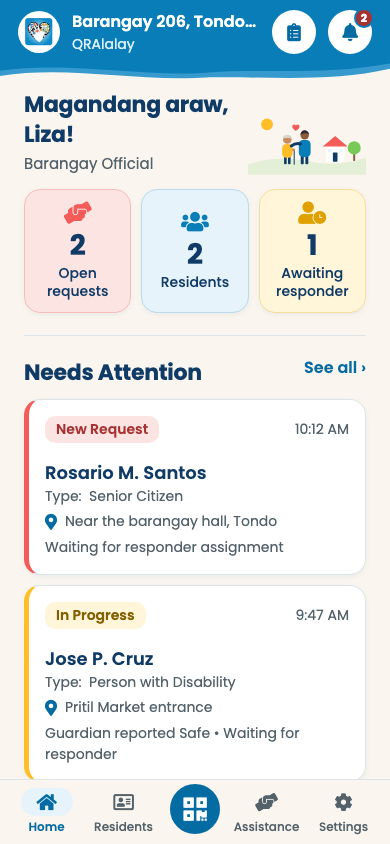 Barangay 206, Tondo...
QRAlalay
2
Magandang araw,
Liza!
Barangay Official
2
Open
requests
2
Residents
1
Awaiting
responder
Needs Attention
See all ›
New Request
10:12 AM
Rosario M. Santos
Type: Senior Citizen
Near the barangay hall, Tondo
Waiting for responder assignment
In Progress
9:47 AM
Jose P. Cruz
Type: Person with Disability
Pritil Market entrance
Guardian reported Safe • Waiting for
responder
Home
Residents
Assistance
Settings